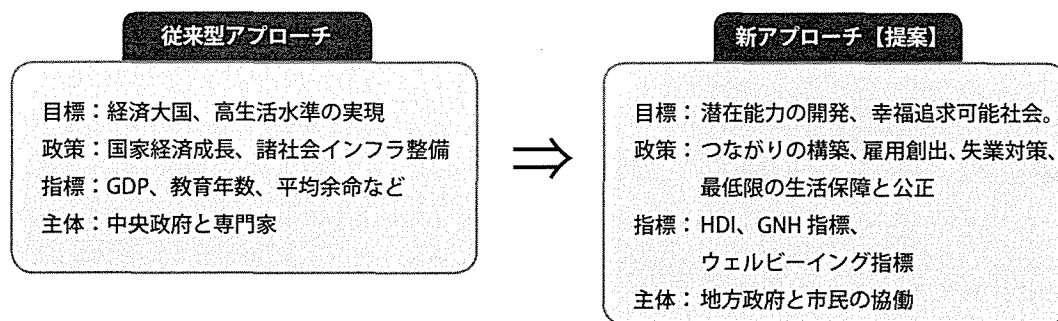 従来型アプローチ
目標：経済大国、高生活水準の実現
政策：国家経済成長、諸社会インフラ整備
指標：GDP、教育年数、平均余命など
主体：中央政府と専門家
新アプローチ【提案】
目標：潜在能力の開発、幸福追求可能社会。
政策：つながりの構築、雇用創出、失業対策、
最低限の生活保障と公正
指標：HDI、GNH 指標、
ウェルビーイング指標
主体：地方政府と市民の協働